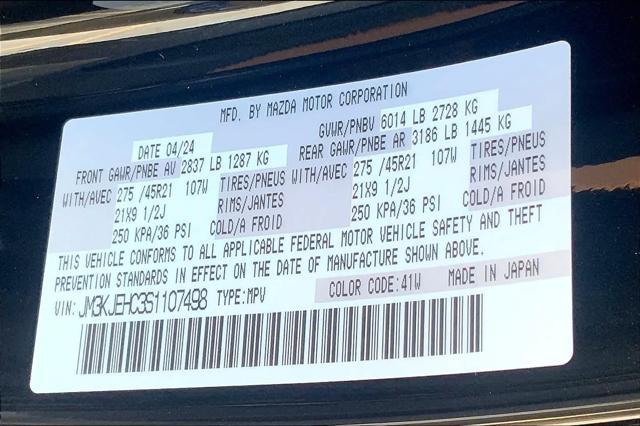 MFD. BY MAZDA MOTOR CORPORATION
DATE 04/24 GVWR/PNBV 6014 LB 2728 KG
FRONT GAWR/PNBE AV 2837 LB 1287 KG REAR GAWR/PNBE AR 3186 LB 1445 KG
WITH/AVEC 275 /45R21 107W TIRES/PNEUS WITH/AVEC 275 /45R21 107W TIRES/PNEUS
21X9 1/2J RIMS/JANTES 21X9 1/2J RIMS/JANTES
250 KPA/36 PSI COLD/A FROID 250 KPA/36 PSI COLD/A FROID
THIS VEHICLE CONFORMS TO ALL APPLICABLE FEDERAL MOTOR VEHICLE SAFETY AND THEFT
PREVENTION STANDARDS IN EFFECT ON THE DATE OF MANUFACTURE SHOWN ABOVE.
VIN: JM3KJEHC3S1107498 TYPE:MPV COLOR CODE:41W MADE IN JAPAN